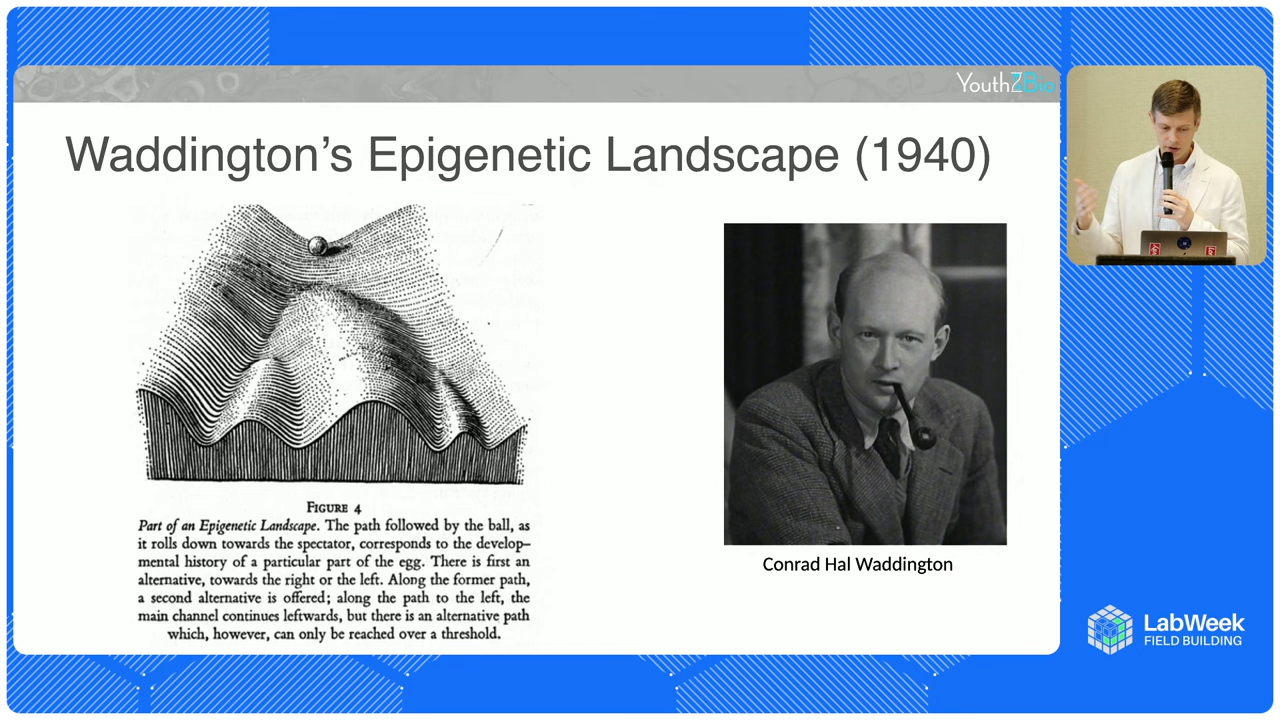 YouthZBio
Waddington’s Epigenetic Landscape (1940)
FIGURE 4
Part of an Epigenetic Landscape. The path followed by the ball, as
it rolls down towards the spectator, corresponds to the develop-
mental history of a particular part of the egg. There is first an
alternative, towards the right or the left. Along the former path,
a second alternative is offered; along the path to the left, the
main channel continues leftwards, but there is an alternative path
which, however, can only be reached over a threshold.
Conrad Hal Waddington
LabWeek
FIELD BUILDING